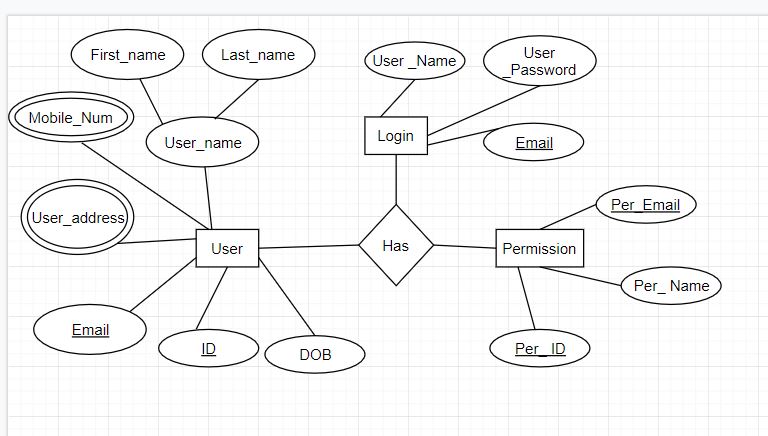 First_name
Last_name
User _Name
User
_Password
Mobile_Num
User_name
Login
Email
User_address
Per_Email
User
Has
Permission
Per_ Name
Email
ID
DOB
Per_ ID